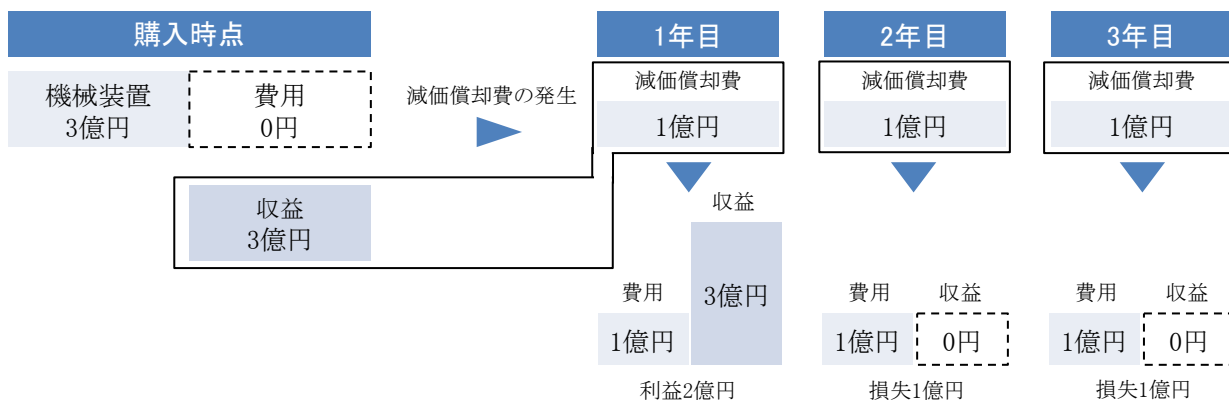 購入時点
1年目
2年目
3年目
機械装置
3億円
費用
0円
減価償却費の発生
減価償却費
1億円
減価償却費
1億円
減価償却費
1億円
収益
3億円
収益
費用
3億円
1億円
費用
収益
1億円
0円
費用
収益
1億円
0円
利益2億円
損失1億円
損失1億円